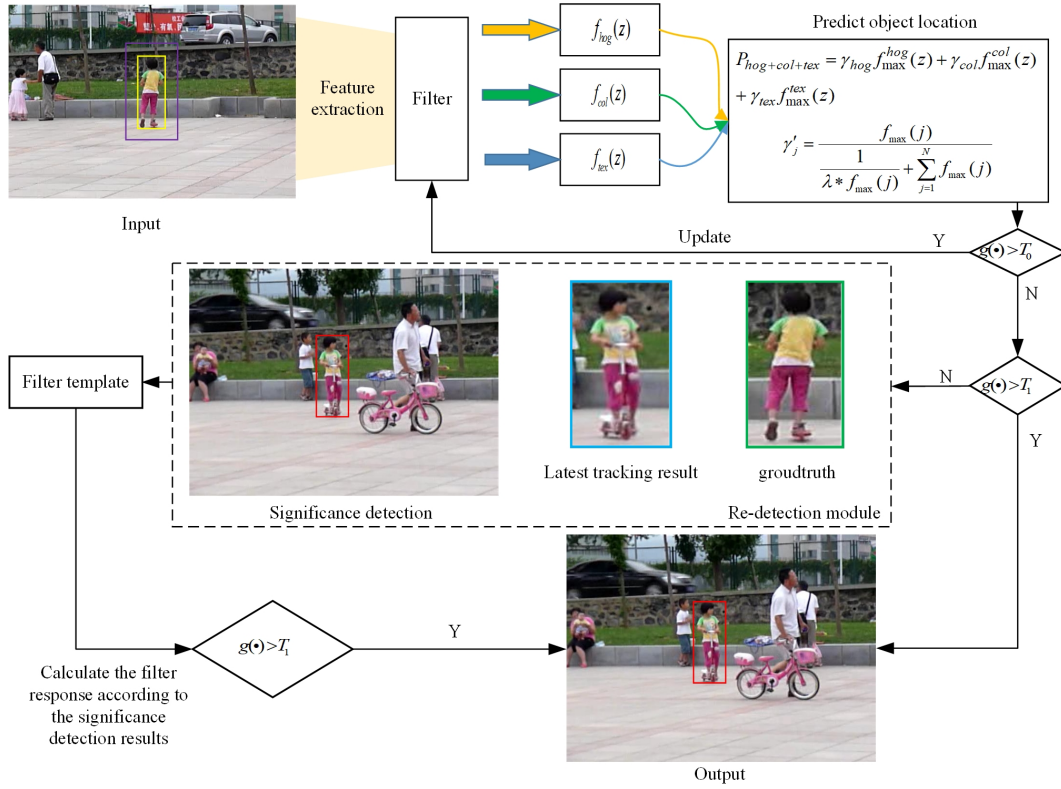 Input
Feature
extraction
Filter
f_hog(z)
f_col(z)
f_tex(z)
Predict object location
P_{hog+col+tex} = γ_hog f_max^hog(z) + γ_col f_max^col(z)
+ γ_tex f_max^tex(z)
γ'_j = f_max(j) / (1 / (λ* f_max(j)) + ∑_{j=1}^{N} f_max(j))
Update
Y
g(•)>T_0
N
g(•)>T_1
N
Y
Filter template
Latest tracking result
groudtruth
Significance detection
Re-detection module
g(•)>T_1
Y
Calculate the filter
response according to
the significance
detection results
Output